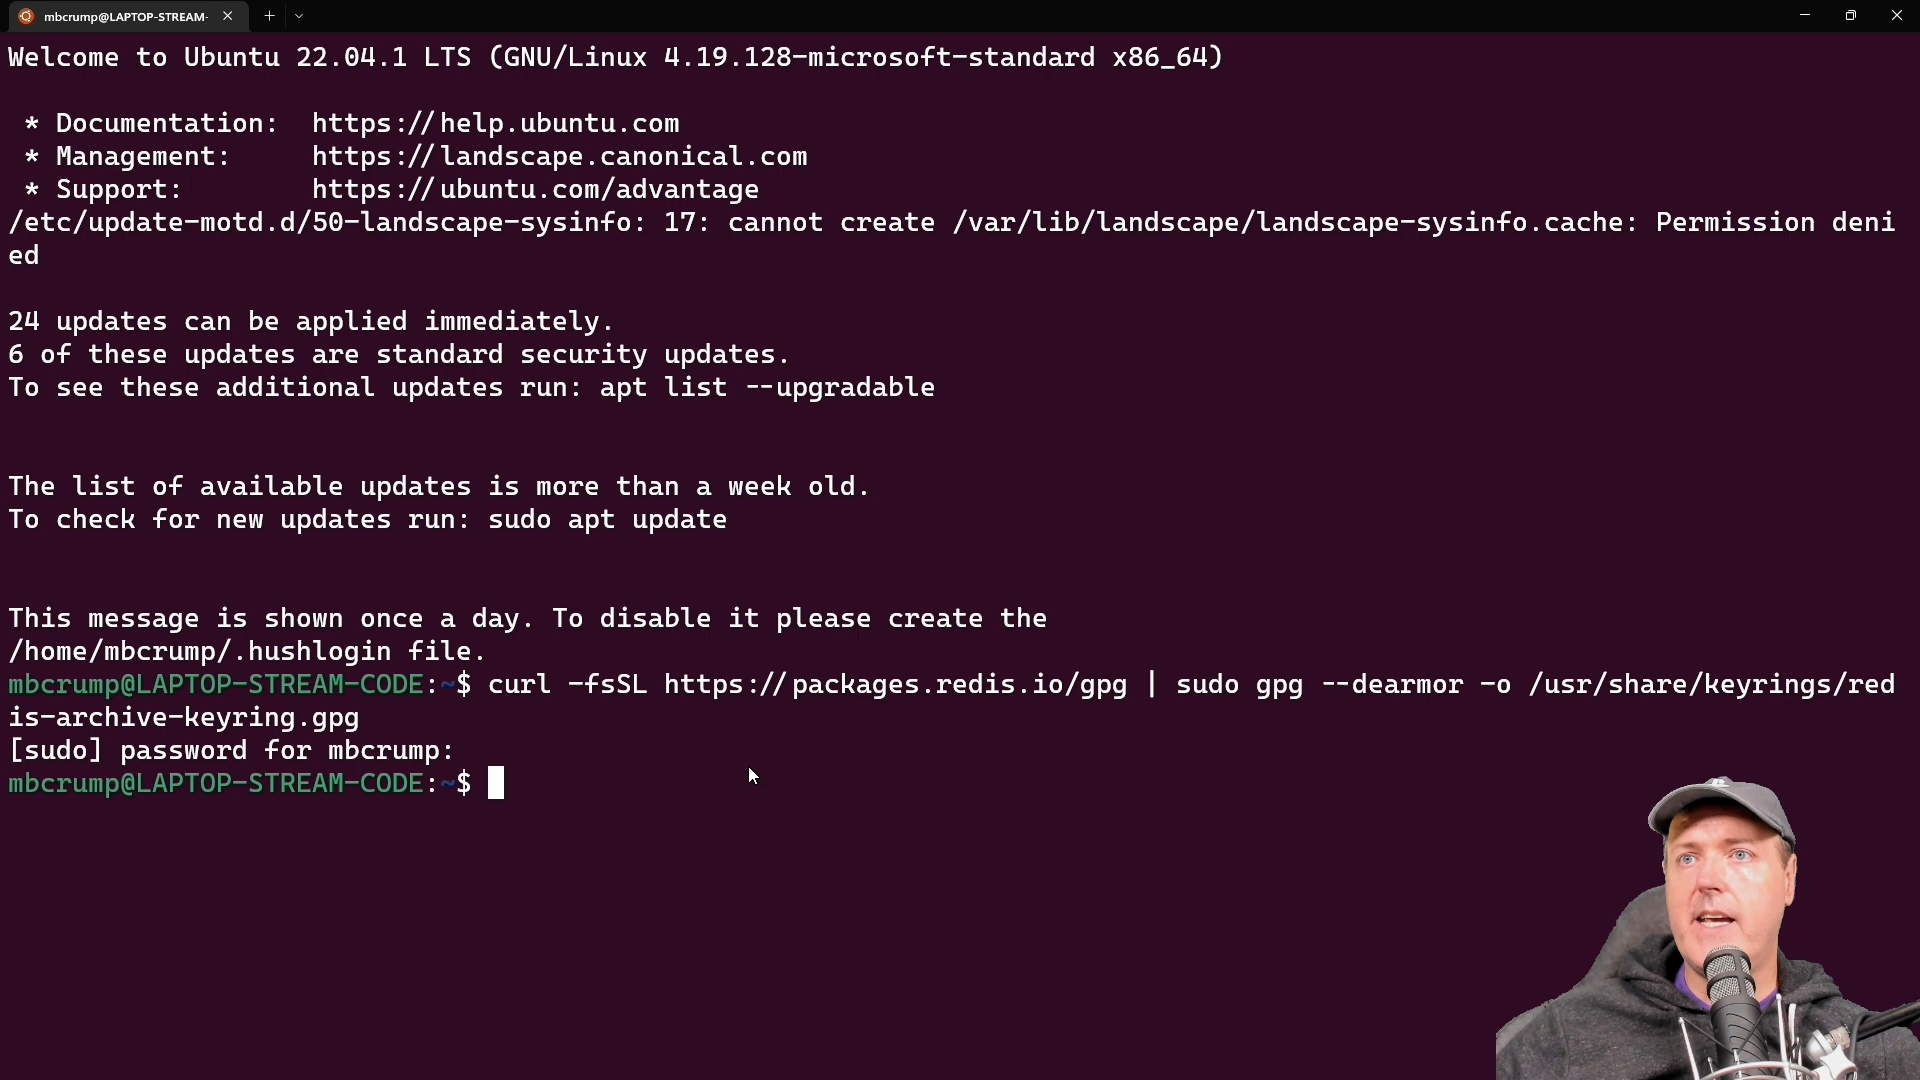 mbcrump@LAPTOP-STREAM-
Welcome to Ubuntu 22.04.1 LTS (GNU/Linux 4.19.128-microsoft-standard x86_64)
* Documentation:  https://help.ubuntu.com
* Management:     https://landscape.canonical.com
* Support:        https://ubuntu.com/advantage
/etc/update-motd.d/50-landscape-sysinfo: 17: cannot create /var/lib/landscape/landscape-sysinfo.cache: Permission deni
ed
24 updates can be applied immediately.
6 of these updates are standard security updates.
To see these additional updates run: apt list --upgradable
The list of available updates is more than a week old.
To check for new updates run: sudo apt update
This message is shown once a day. To disable it please create the
/home/mbcrump/.hushlogin file.
mbcrump@LAPTOP-STREAM-CODE:~$ curl -fsSL https://packages.redis.io/gpg | sudo gpg --dearmor -o /usr/share/keyrings/red
is-archive-keyring.gpg
[sudo] password for mbcrump:
mbcrump@LAPTOP-STREAM-CODE:~$